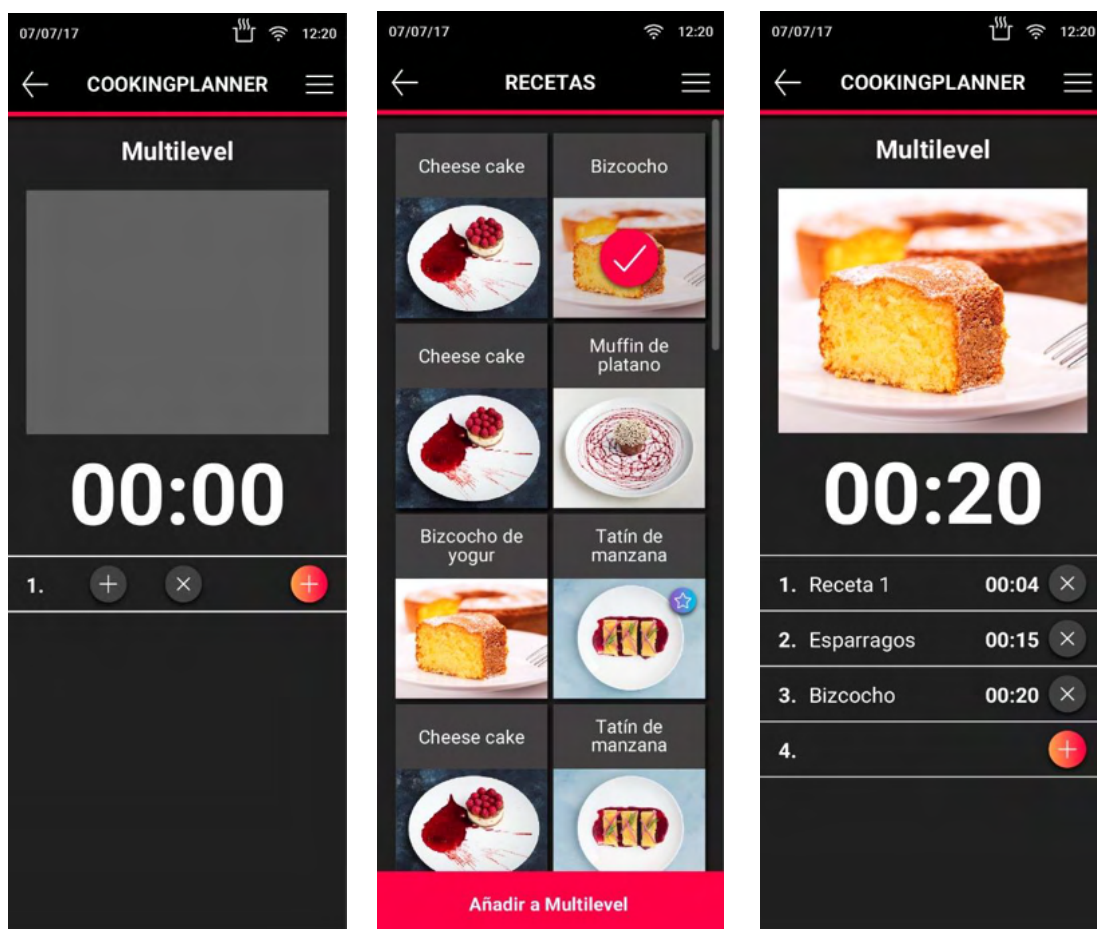 07/07/17 12:20
COOKINGPLANNER
Multilevel
00:00
1.
07/07/17 12:20
RECETAS
Cheese cake
Bizcocho
Cheese cake
Muffin de
platano
Bizcocho de
yogur
Tatín de
manzana
Cheese cake
Tatín de
manzana
Añadir a Multilevel
07/07/17 12:20
COOKINGPLANNER
Multilevel
00:20
1. Receta 1 00:04
2. Esparragos 00:15
3. Bizcocho 00:20
4.